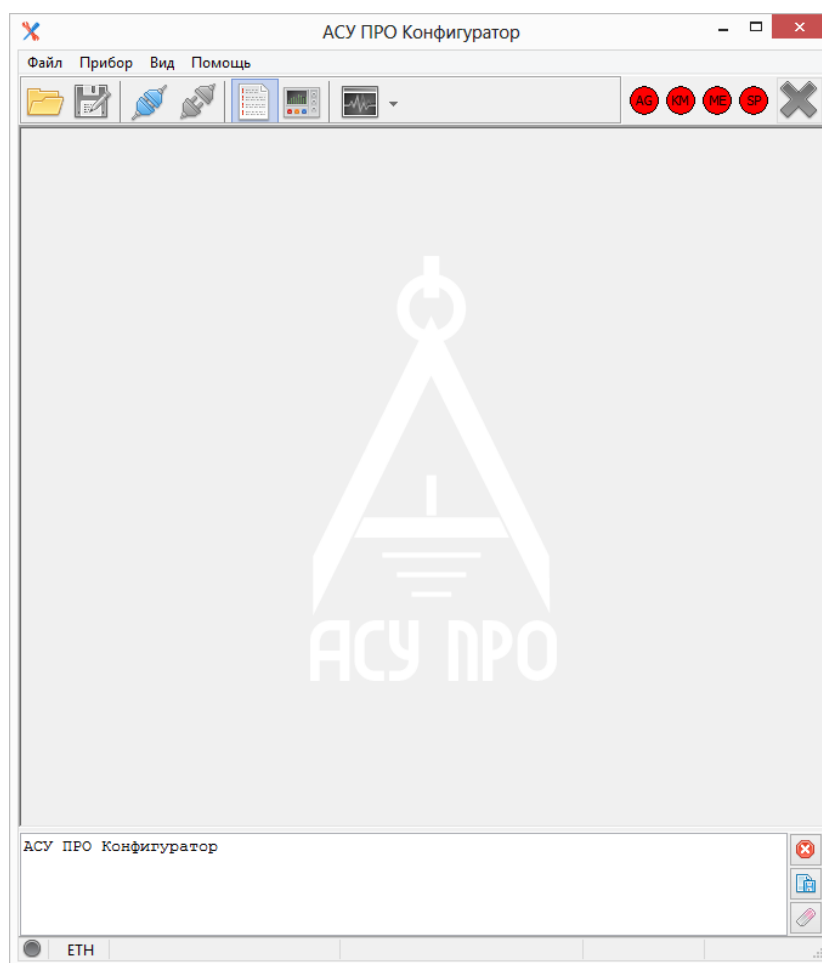 АСУ ПРО Конфигуратор
Файл Прибор Вид Помощь
AG KM ME SP
АСУ ПРО
АСУ ПРО Конфигуратор
ETH